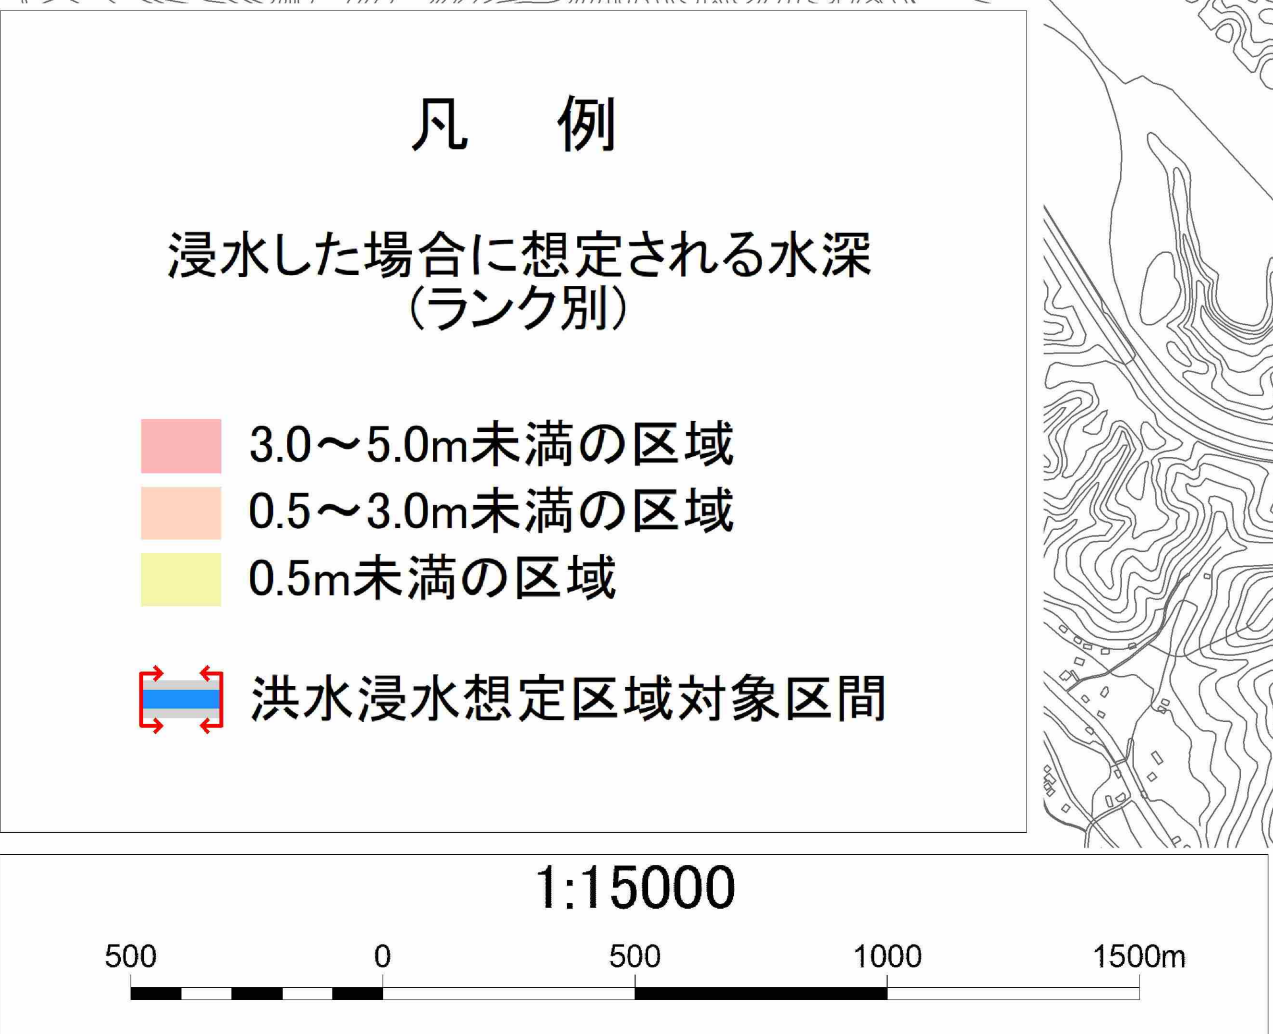 凡 例
浸水した場合に想定される水深
(ランク別)
3.0～5.0m未満の区域
0.5～3.0m未満の区域
0.5m未満の区域
洪水浸水想定区域対象区間
1:15000
500 0 500 1000 1500m